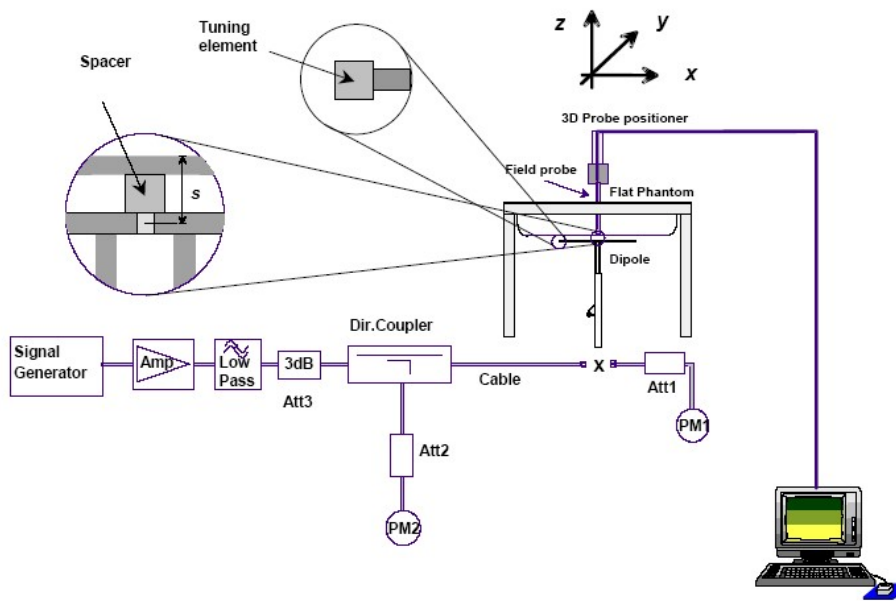 Tuning
element
z
y
x
Spacer
3D Probe positioner
Field probe
Flat Phantom
s
Dipole
Dir.Coupler
Signal
Generator
Amp
Low
Pass
3dB
Att3
Cable
X
Att1
PM1
Att2
PM2